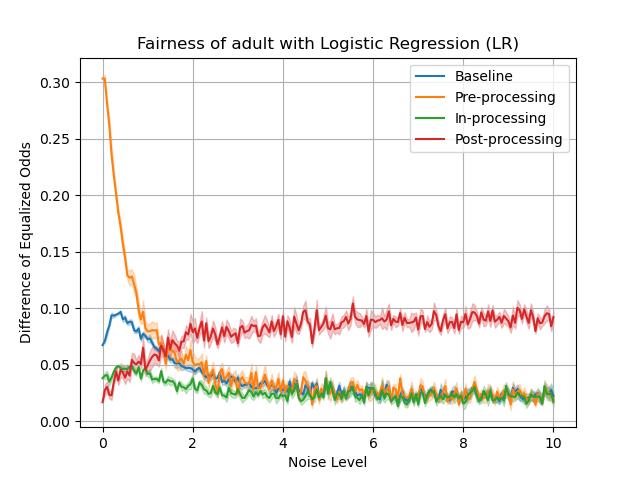 Fairness of adult with Logistic Regression (LR)
Baseline
Pre-processing
In-processing
Post-processing
Difference of Equalized Odds
0.30
0.25
0.20
0.15
0.10
0.05
0.00
0 2 4 6 8 10
Noise Level